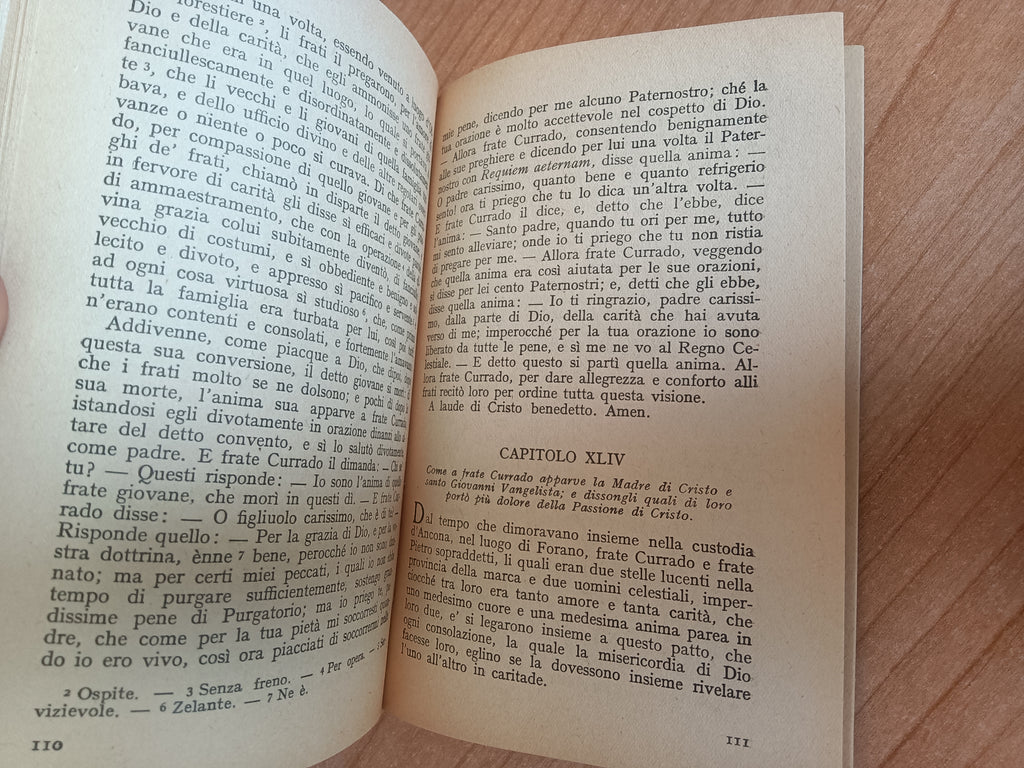 una volta, essendo venuto a
forestiere ², li frati il pregarono, per l'amore
Dio e della carità, che egli ammonisse uno frate
vane che era in quel luogo, lo quale si portava
fanciullescamente e disordinatamente e
te ³, che li vecchi e li giovani di quella famiglia
bava, e dello ufficio divino e delle altre regolari
vanze o niente o poco si curava. Di che frate
do, per compassione di quello giovane e per gli
ghi de' frati, chiamò in disparte il detto giovane
in fervore di carità gli disse sì efficaci e divote
di ammaestramento, che con la operazione della
vina grazia colui subitamente diventò, di
vecchio di costumi, e sì obbediente e benigno e
lecito e divoto, e appresso sì pacifico e
ad ogni cosa virtuosa sì studioso, che, come
tutta la famiglia era turbata per lui, così per
n'erano contenti e consolati, e fortemente l'amavano.
Addivenne, come piacque a Dio, che dipoi
questa sua conversione, il detto giovane si morì; di
che i frati molto se ne dolsono; e pochi dì dopo la
sua morte, l'anima sua apparve a frate Currado,
istandosi egli divotamente in orazione dinanzi allo
tare del detto convento, e sì lo salutò divotamente
come padre. E frate Currado il dimanda: — Chi se'
tu? — Questi risponde: — Io sono l'anima di quello
frate giovane, che morì in questi dì. — E frate Cur-
rado disse: — O figliuolo carissimo, che è di te? —
Risponde quello: — Per la grazia di Dio, e per la
stra dottrina, ènne ⁷ bene, perocché io non sono
nato; ma per certi miei peccati, i quali io non ebbi
tempo di purgare sufficientemente, sostengo
dissime pene di Purgatorio; ma io priego te,
dre, che come per la tua pietà mi soccorresti
do io ero vivo, così ora piacciati di soccorrermi
² Ospite. — ³ Senza freno. — ⁴ Per opera. —
vizievole. — ⁶ Zelante. — ⁷ Ne è.
110
mie pene, dicendo per me alcuno Paternostro; ché la
tua orazione è molto accettevole nel cospetto di Dio.
— Allora frate Currado, consentendo benignamente
alle sue preghiere e dicendo per lui una volta il Pater-
nostro con Requiem aeternam, disse quella anima: —
O padre carissimo, quanto bene e quanto refrigerio
sento! ora ti priego che tu lo dica un'altra volta. —
E frate Currado il dice, e, detto che l'ebbe, dice
l'anima: — Santo padre, quando tu ori per me, tutto
mi sento alleviare; onde io ti priego che tu non ristia
di pregare per me. — Allora frate Currado, veggendo
che quella anima era così aiutata per le sue orazioni,
si disse per lei cento Paternostri; e, detti che gli ebbe,
disse quella anima: — Io ti ringrazio, padre carissi-
mo, dalla parte di Dio, della carità che hai avuta
verso di me; imperocché per la tua orazione io sono
liberato da tutte le pene, e sì me ne vo al Regno Ce-
lestiale. — E detto questo si partì quella anima. Al-
lora frate Currado, per dare allegrezza e conforto alli
frati recitò loro per ordine tutta questa visione.
A laude di Cristo benedetto. Amen.
CAPITOLO XLIV
Come a frate Currado apparve la Madre di Cristo e
santo Giovanni Vangelista; e dissongli quali di loro
portò più dolore della Passione di Cristo.
Dal tempo che dimoravano insieme nella custodia
d'Ancona, nel luogo di Forano, frate Currado e frate
Pietro sopraddetti, li quali eran due stelle lucenti nella
provincia della marca e due uomini celestiali, imper-
ciocché tra loro era tanto amore e tanta carità, che
uno medesimo cuore e una medesima anima parea in
loro due, e' si legarono insieme a questo patto, che
ogni consolazione, la quale la misericordia di Dio
facesse loro, eglino se la dovessono insieme rivelare
l'uno all'altro in caritade.
111